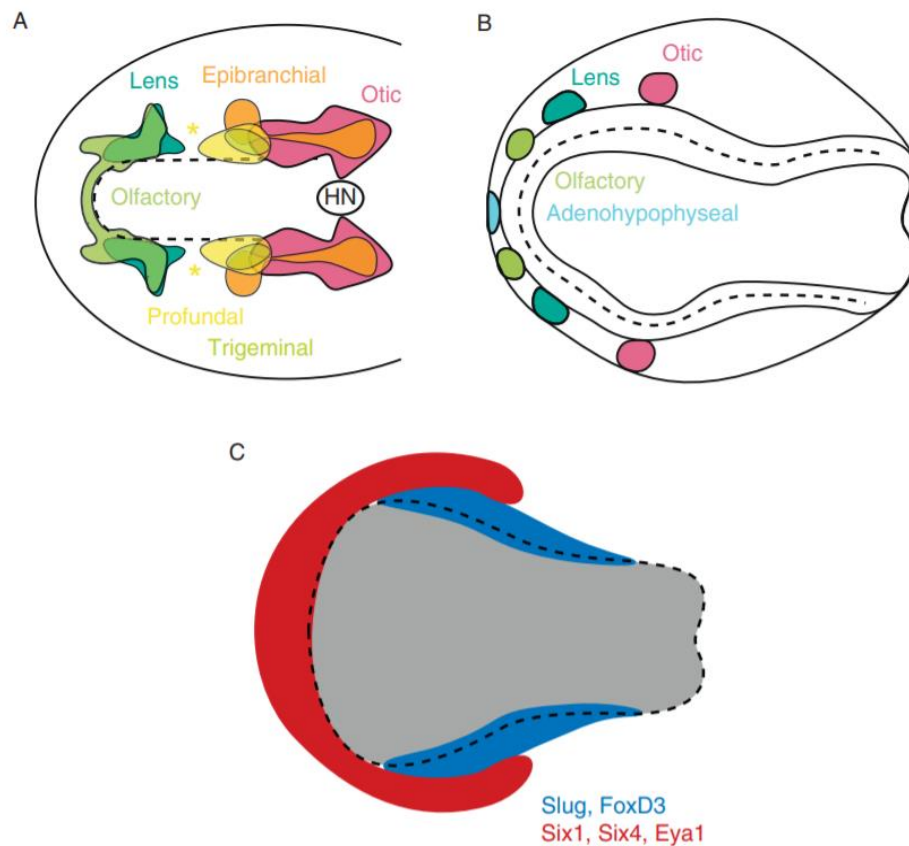 A
Lens
Epibranchial
Otic
*
Olfactory
HN
*
Profundal
Trigeminal
B
Otic
Lens
Olfactory
Adenohypophyseal
C
Slug, FoxD3
Six1, Six4, Eya1